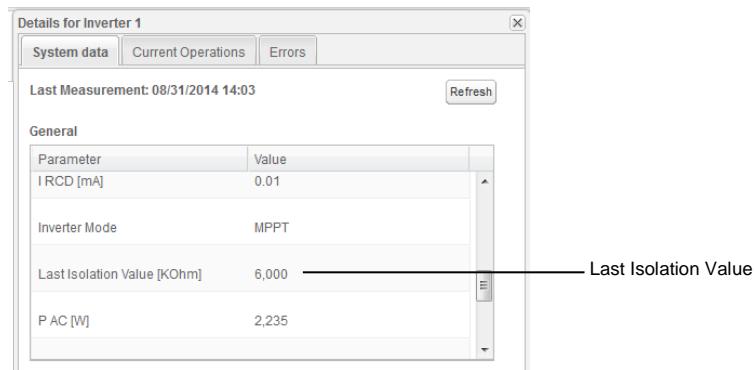 Details for Inverter 1
System data Current Operations Errors
Last Measurement: 08/31/2014 14:03 Refresh
General
Parameter Value
I RCD [mA] 0.01
Inverter Mode MPPT
Last Isolation Value [KOhm] 6,000 Last Isolation Value
P AC [W] 2,235